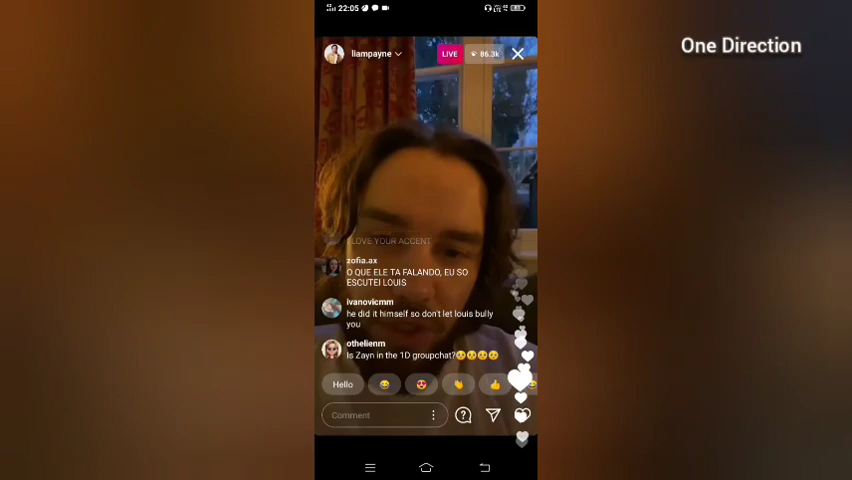 22:05
One Direction
liampayne
LIVE
86.3k
I LOVE YOUR ACCENT
zofia.ax
O QUE ELE TA FALANDO, EU SO
ESCUTEI LOUIS
ivanovicmm
he did it himself so don't let louis bully
you
othelienm
Is Zayn in the 1D groupchat?🥺🥺🥺🥺
Hello
Comment